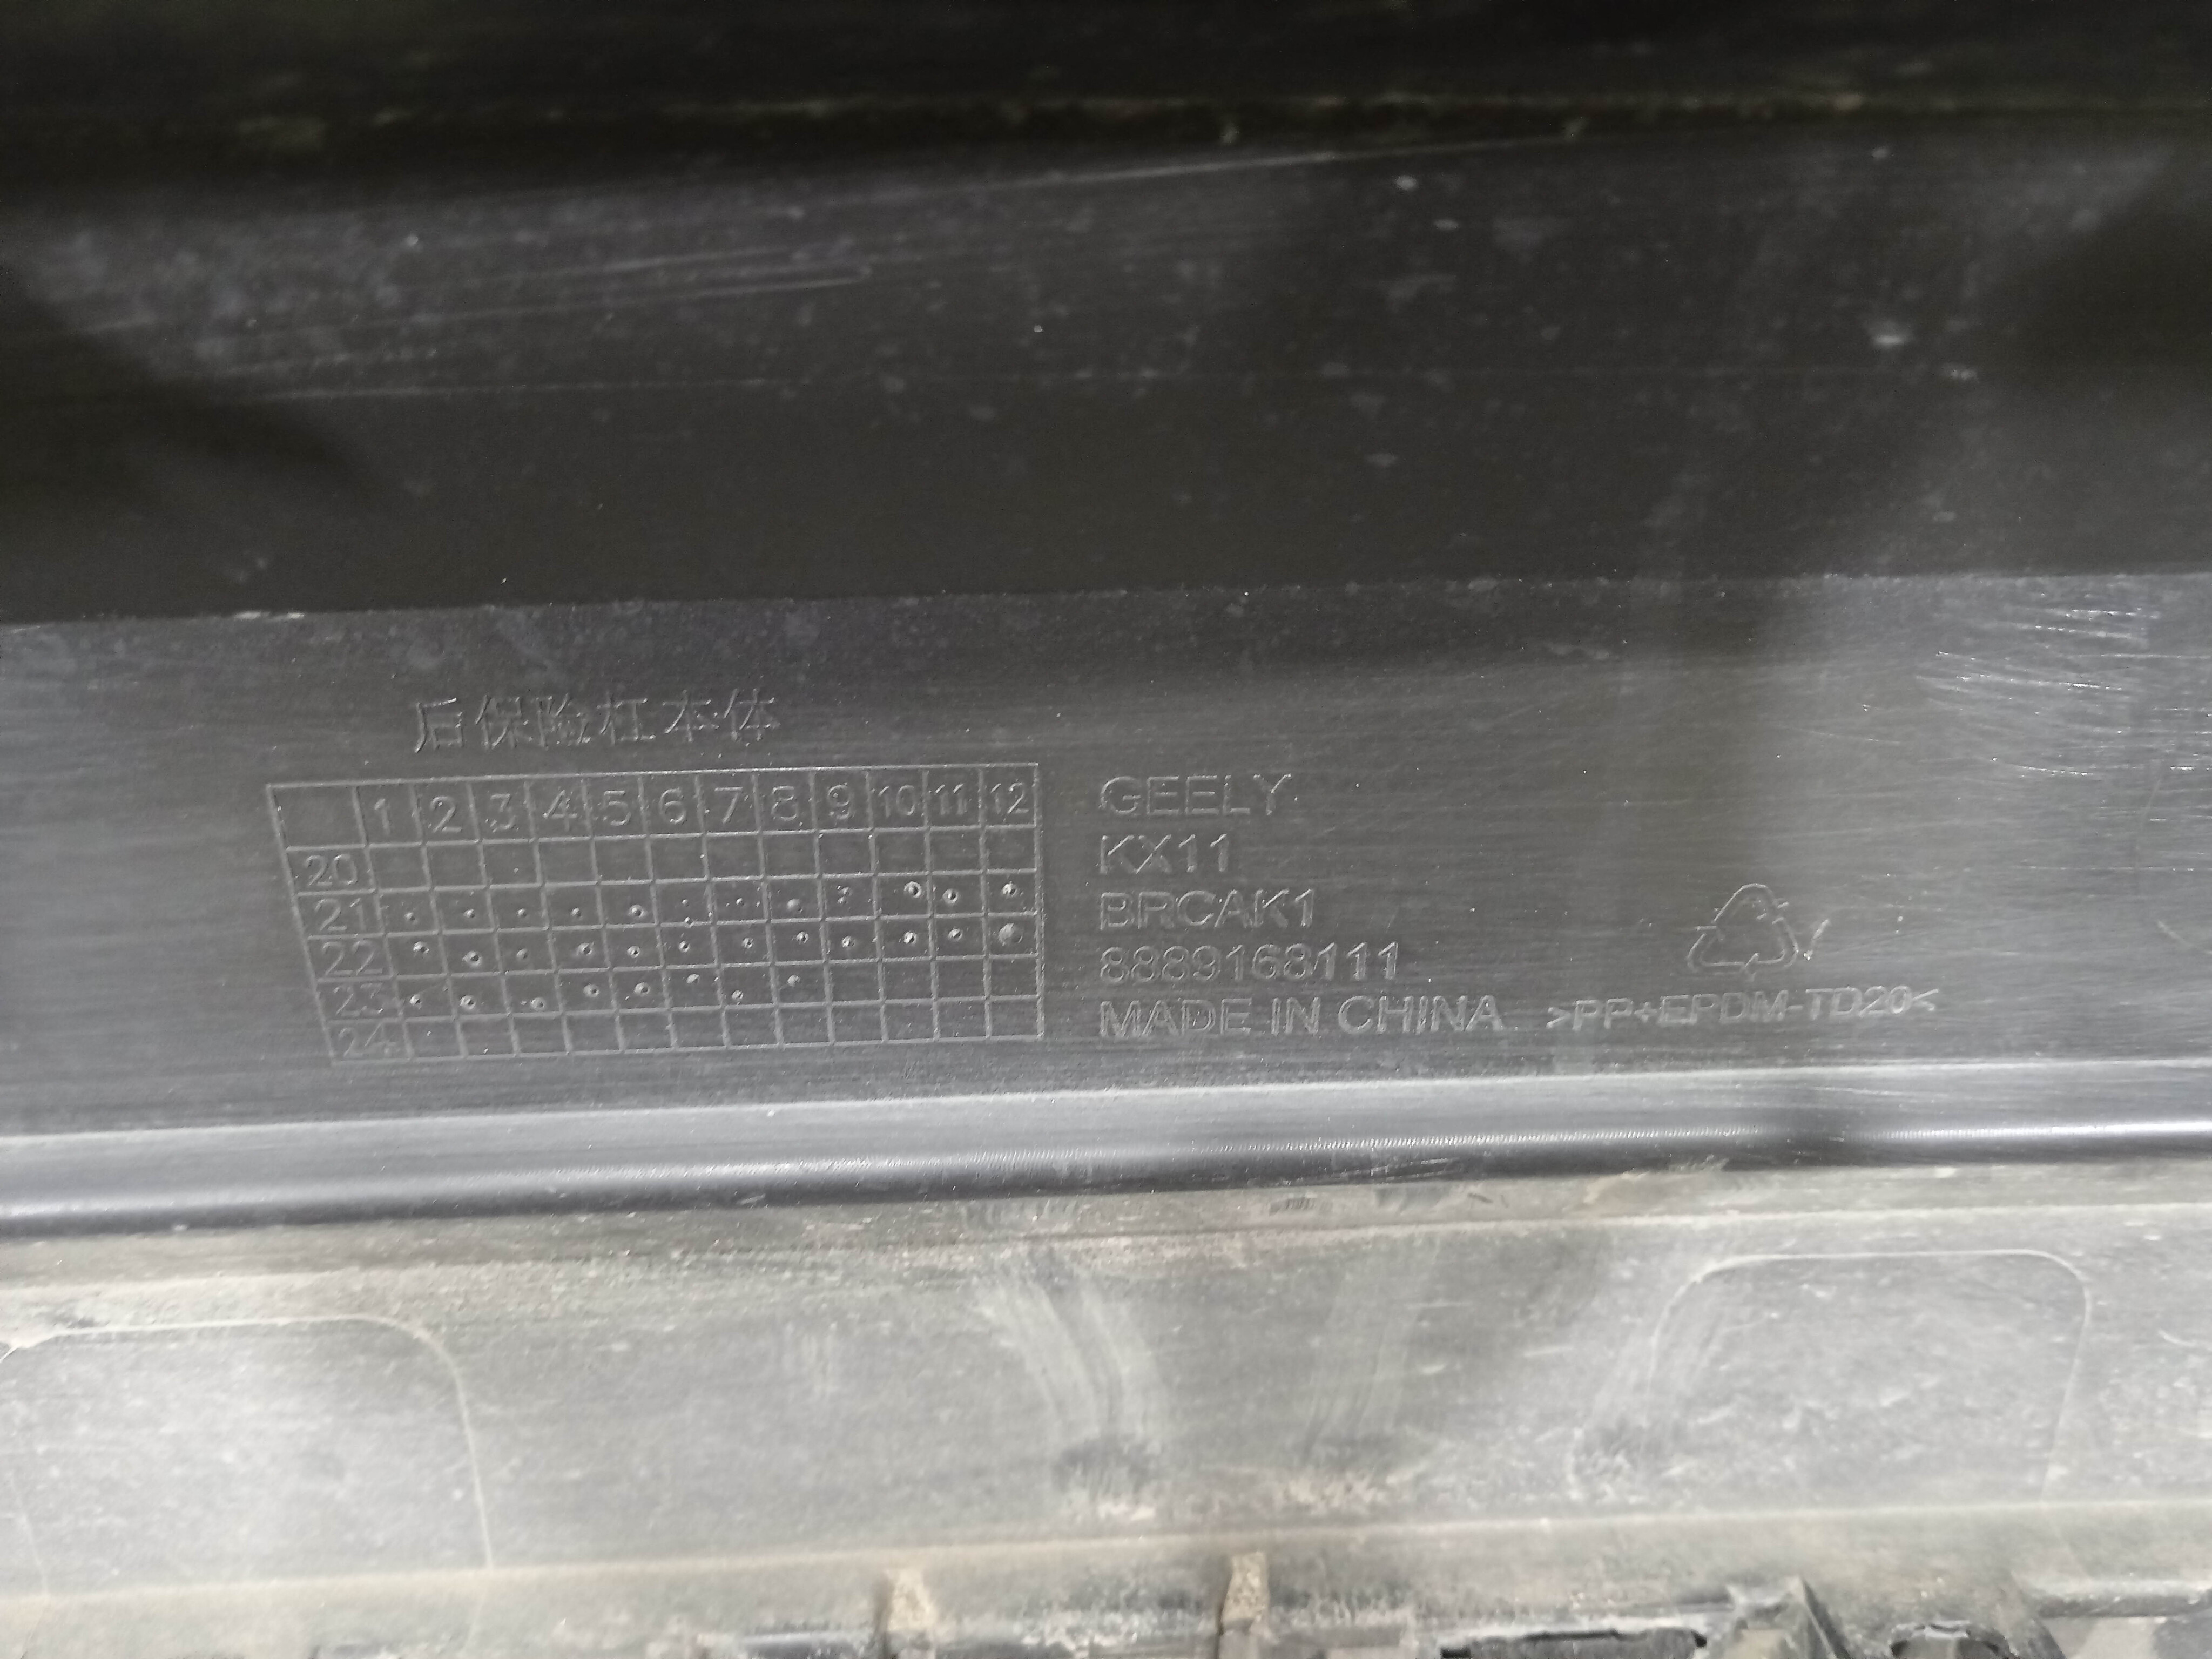 后保险杠本体
1 2 3 4 5 6 7 8 9 10 11 12
20
21
22
23
24
GEELY
KX11
BRCAK1
8889168111
MADE IN CHINA
>PP+EPDM-TD20<